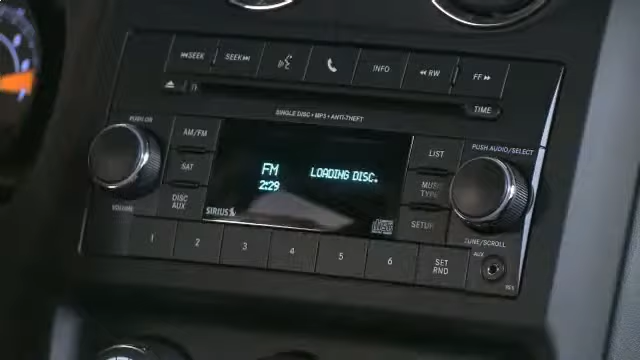 ⏮SEEK
SEEK⏭
INFO
◂◂RW
FF▸▸
TIME
SINGLE DISC • MP3 • ANTI-THEFT
PUSH ON
AM/FM
LIST
PUSH AUDIO/SELECT
FM
LOADING DISC.
2:29
SAT
MUSIC
TYPE
DISC
AUX
SIRIUS
SETUP
VOLUME
TUNE/SCROLL
1
2
3
4
5
6
SET
RND
AUX